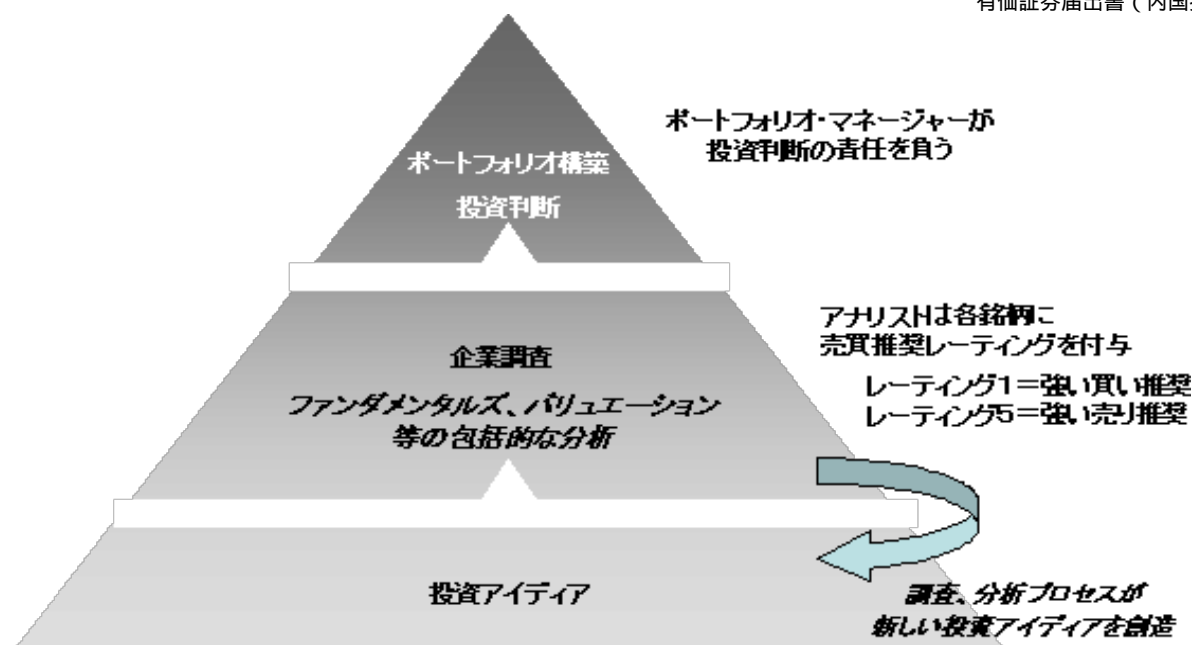 有価証券届出書(内国
ポートフォリオ・マネージャーが
投資判断の責任を負う
ポートフォリオ構築
投資判断
アナリストは各銘柄に
売買推奨レーティングを付与
レーティング1=強い買い推奨
レーティング5=強い売り推奨
企業調査
ファンダメンタルズ、バリュエーション
等の包括的な分析
投資アイディア
調査、分析プロセスが
新しい投資アイディアを創造